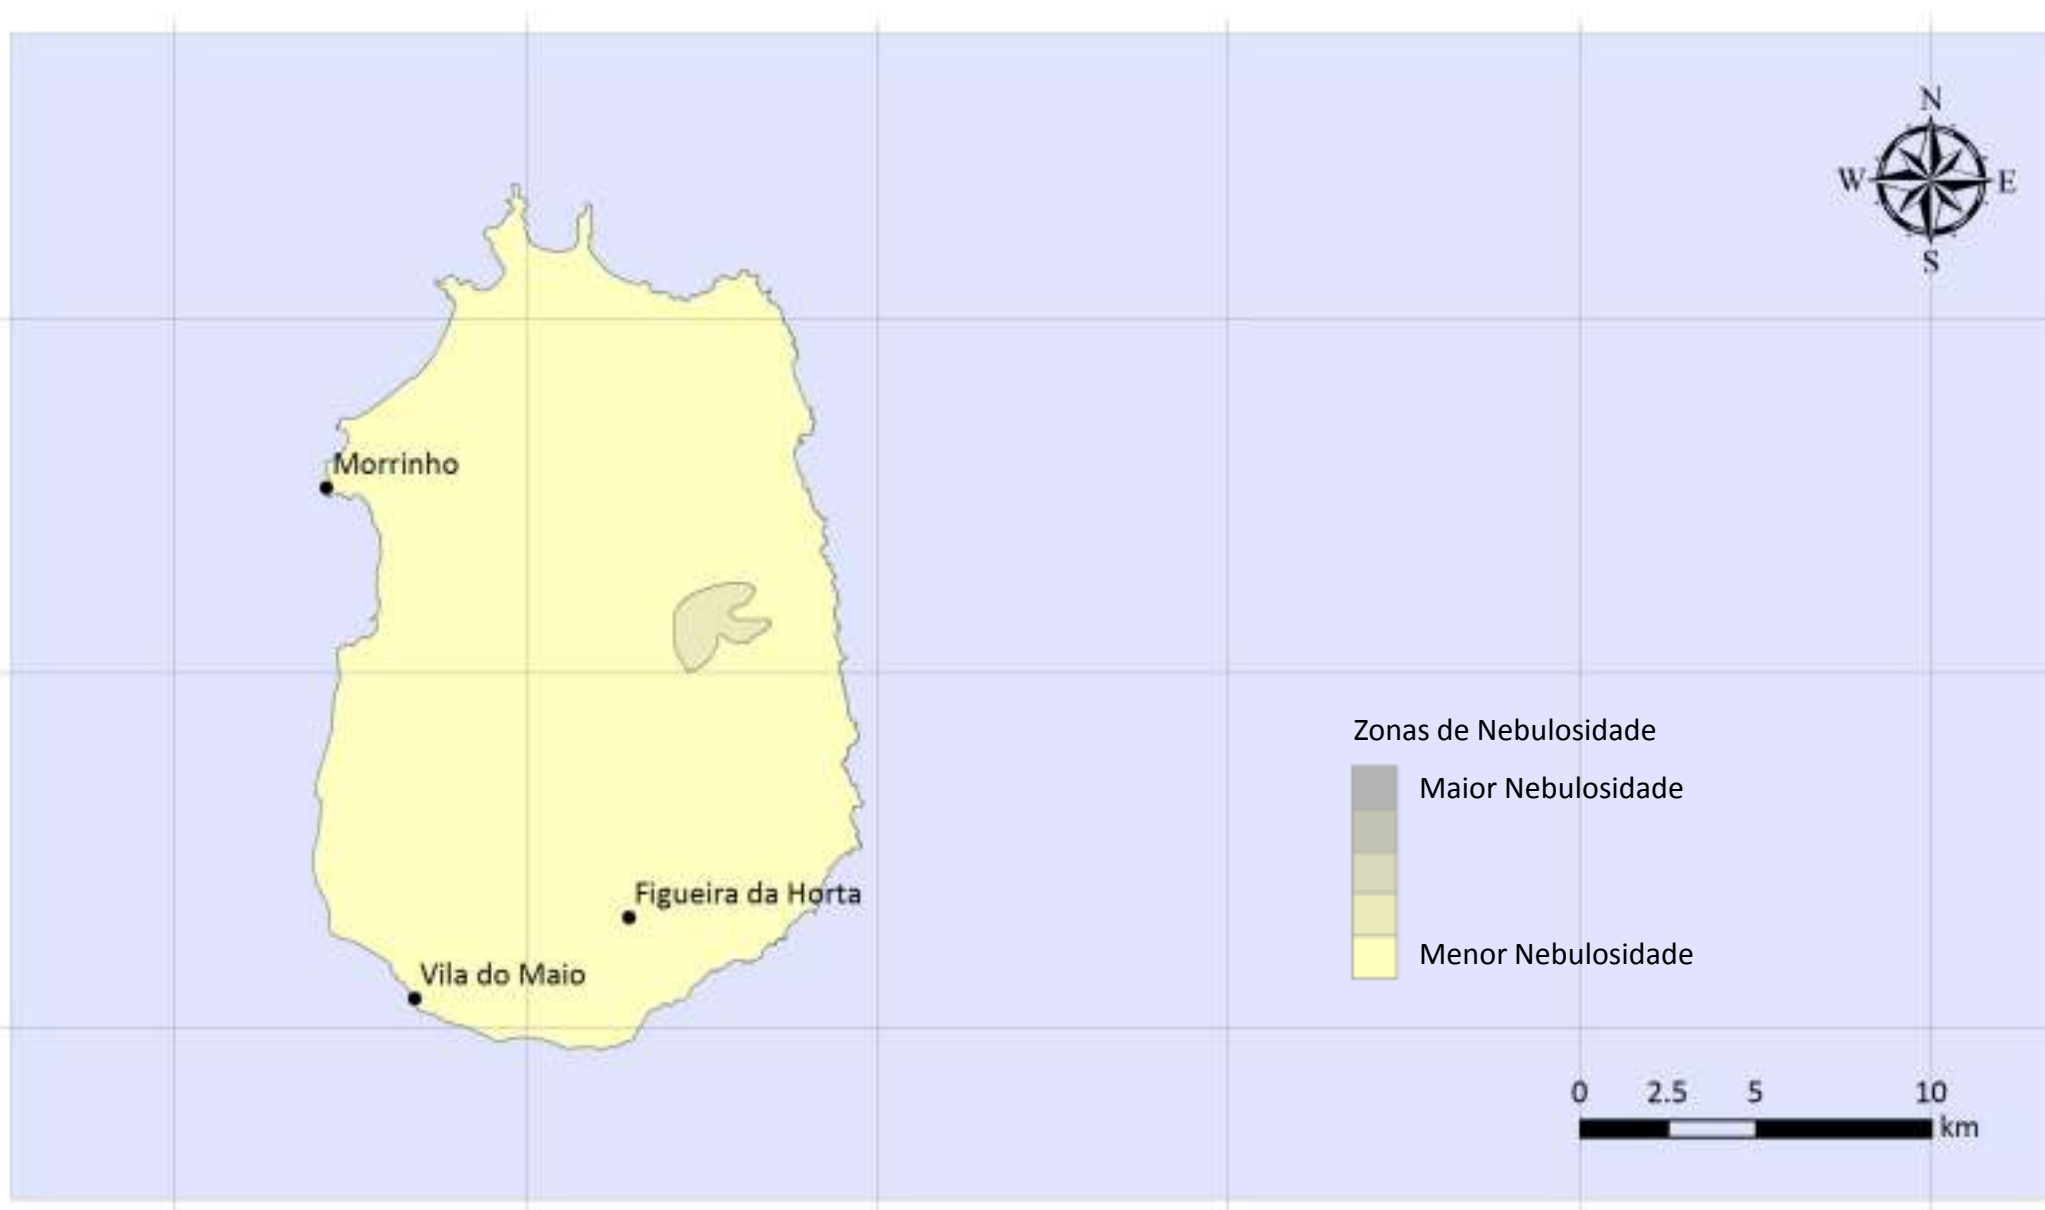 N
W E
S
Morrinho
Zonas de Nebulosidade
Maior Nebulosidade
Figueira da Horta
Menor Nebulosidade
Vila do Maio
0 2.5 5 10
km